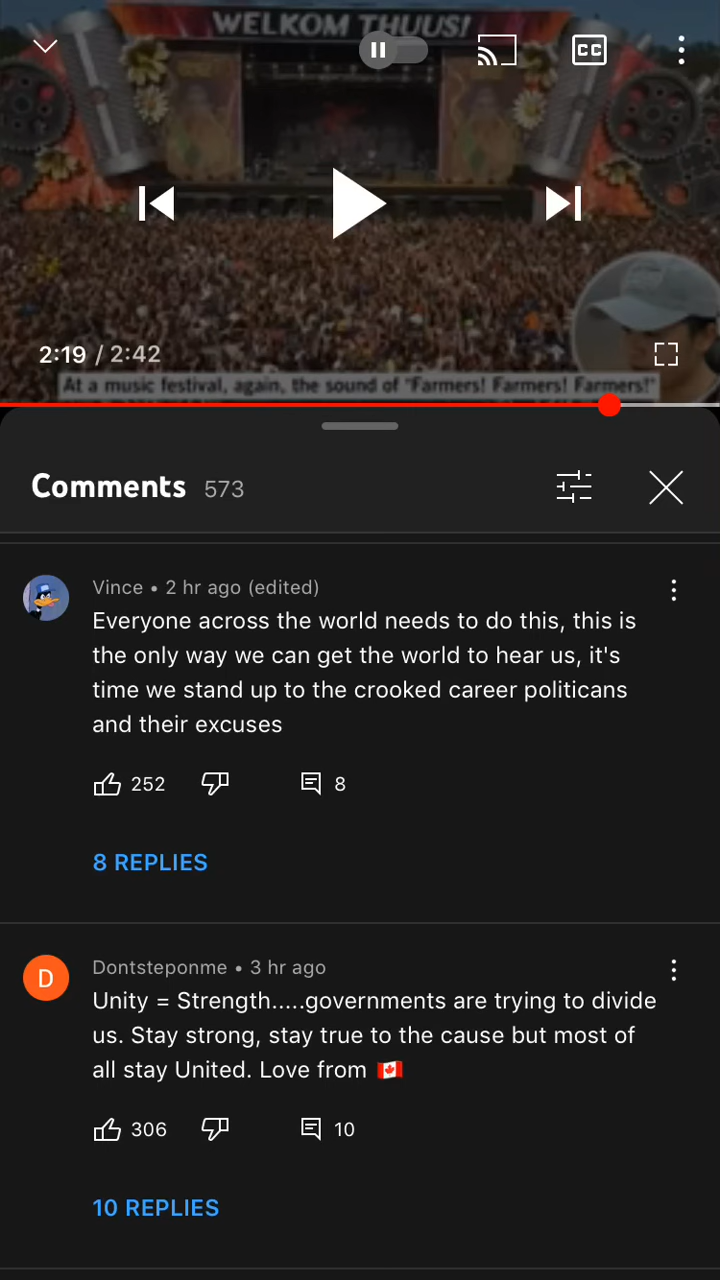 WELKOM THUUS!
CC
2:19 / 2:42
At a music festival, again, the sound of "Farmers! Farmers! Farmers!"
Comments 573
Vince • 2 hr ago (edited)
Everyone across the world needs to do this, this is
the only way we can get the world to hear us, it's
time we stand up to the crooked career politicans
and their excuses
252 8
8 REPLIES
D
Dontsteponme • 3 hr ago
Unity = Strength.....governments are trying to divide
us. Stay strong, stay true to the cause but most of
all stay United. Love from 🇨🇦
306 10
10 REPLIES